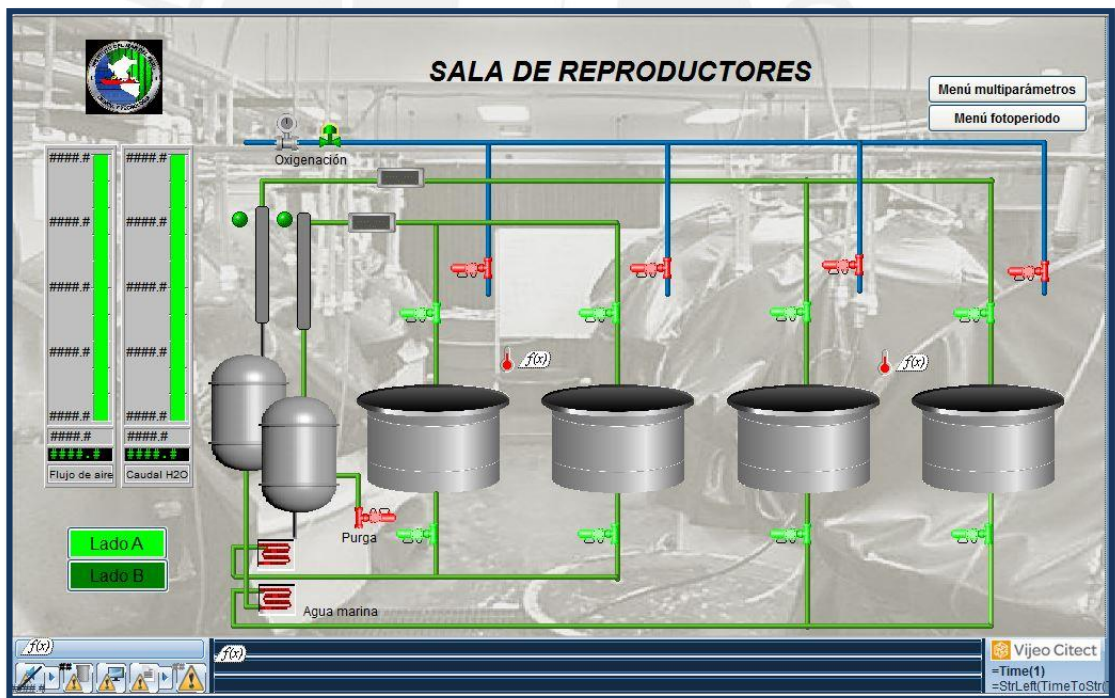 SALA DE REPRODUCTORES
Menú multiparámetros
Menú fotoperiodo
Oxigenación
####.# ####.#
####.# ####.#
####.# ####.#
####.# ####.#
####.# ####.#
####.# ####.#
####.# ####.#
Flujo de aire Caudal H2O
f(x) f(x)
Purga
Lado A
Lado B
Agua marina
f(x) f(x)
Vijeo Citect
=Time(1)
=StrLeft(TimeToStr(